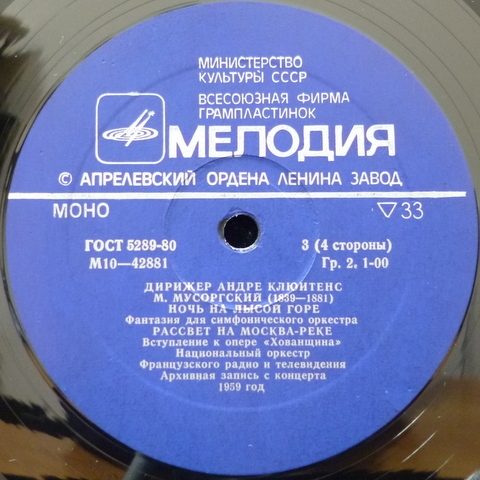 МИНИСТЕРСТВО
КУЛЬТУРЫ СССР
ВСЕСОЮЗНАЯ ФИРМА
ГРАМПЛАСТИНОК
МЕЛОДИЯ
© АПРЕЛЕВСКИЙ ОРДЕНА ЛЕНИНА ЗАВОД
МОНО ▽33
ГОСТ 5289-80 3 (4 стороны)
М10—42881 Гр. 2. 1-00
ДИРИЖЕР АНДРЕ КЛЮИТЕНС
М. МУСОРГСКИЙ (1839—1881)
НОЧЬ НА ЛЫСОЙ ГОРЕ
Фантазия для симфонического оркестра
РАССВЕТ НА МОСКВА-РЕКЕ
Вступление к опере «Хованщина»
Национальный оркестр
Французского радио и телевидения
Архивная запись с концерта
1959 год